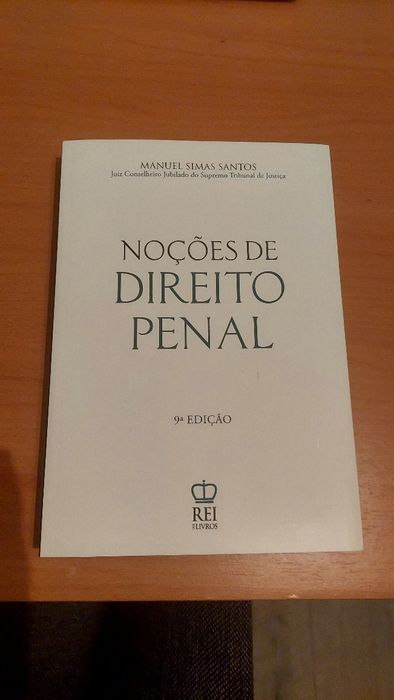 MANUEL SIMAS SANTOS
Juiz Conselheiro Jubilado do Supremo Tribunal de Justiça
NOÇÕES DE
DIREITO
PENAL
9ª EDIÇÃO
REI
DOS LIVROS